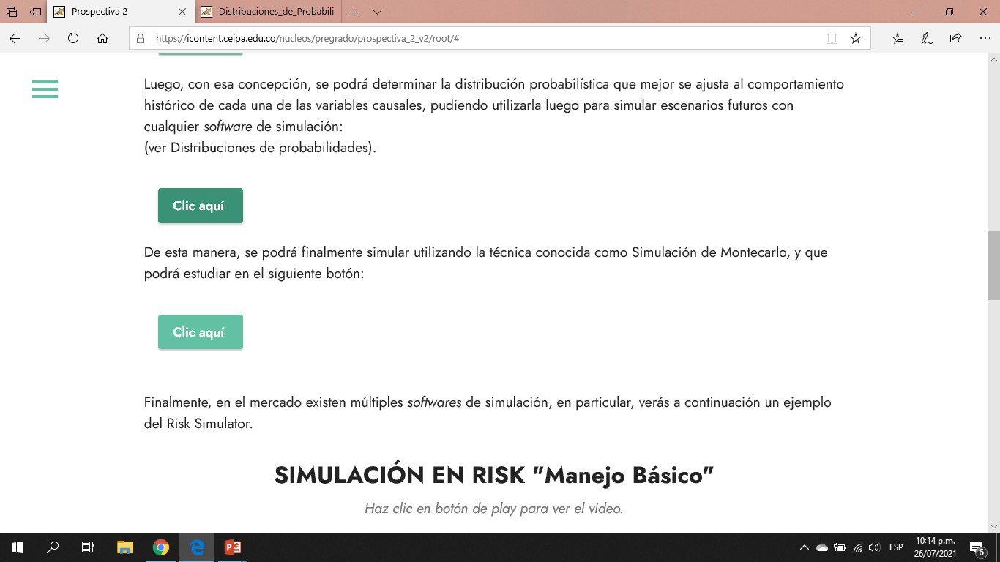 Prospectiva 2
Distribuciones_de_Probabili
https://icontent.ceipa.edu.co/nucleos/pregrado/prospectiva_2_v2/root/#
Luego, con esa concepción, se podrá determinar la distribución probabilística que mejor se ajusta al comportamiento
histórico de cada una de las variables causales, pudiendo utilizarla luego para simular escenarios futuros con
cualquier software de simulación:
(ver Distribuciones de probabilidades).
Clic aquí
De esta manera, se podrá finalmente simular utilizando la técnica conocida como Simulación de Montecarlo, y que
podrá estudiar en el siguiente botón:
Clic aquí
Finalmente, en el mercado existen múltiples softwares de simulación, en particular, verás a continuación un ejemplo
del Risk Simulator.
SIMULACIÓN EN RISK "Manejo Básico"
Haz clic en botón de play para ver el video.
ESP
10:14 p.m.
26/07/2021
6